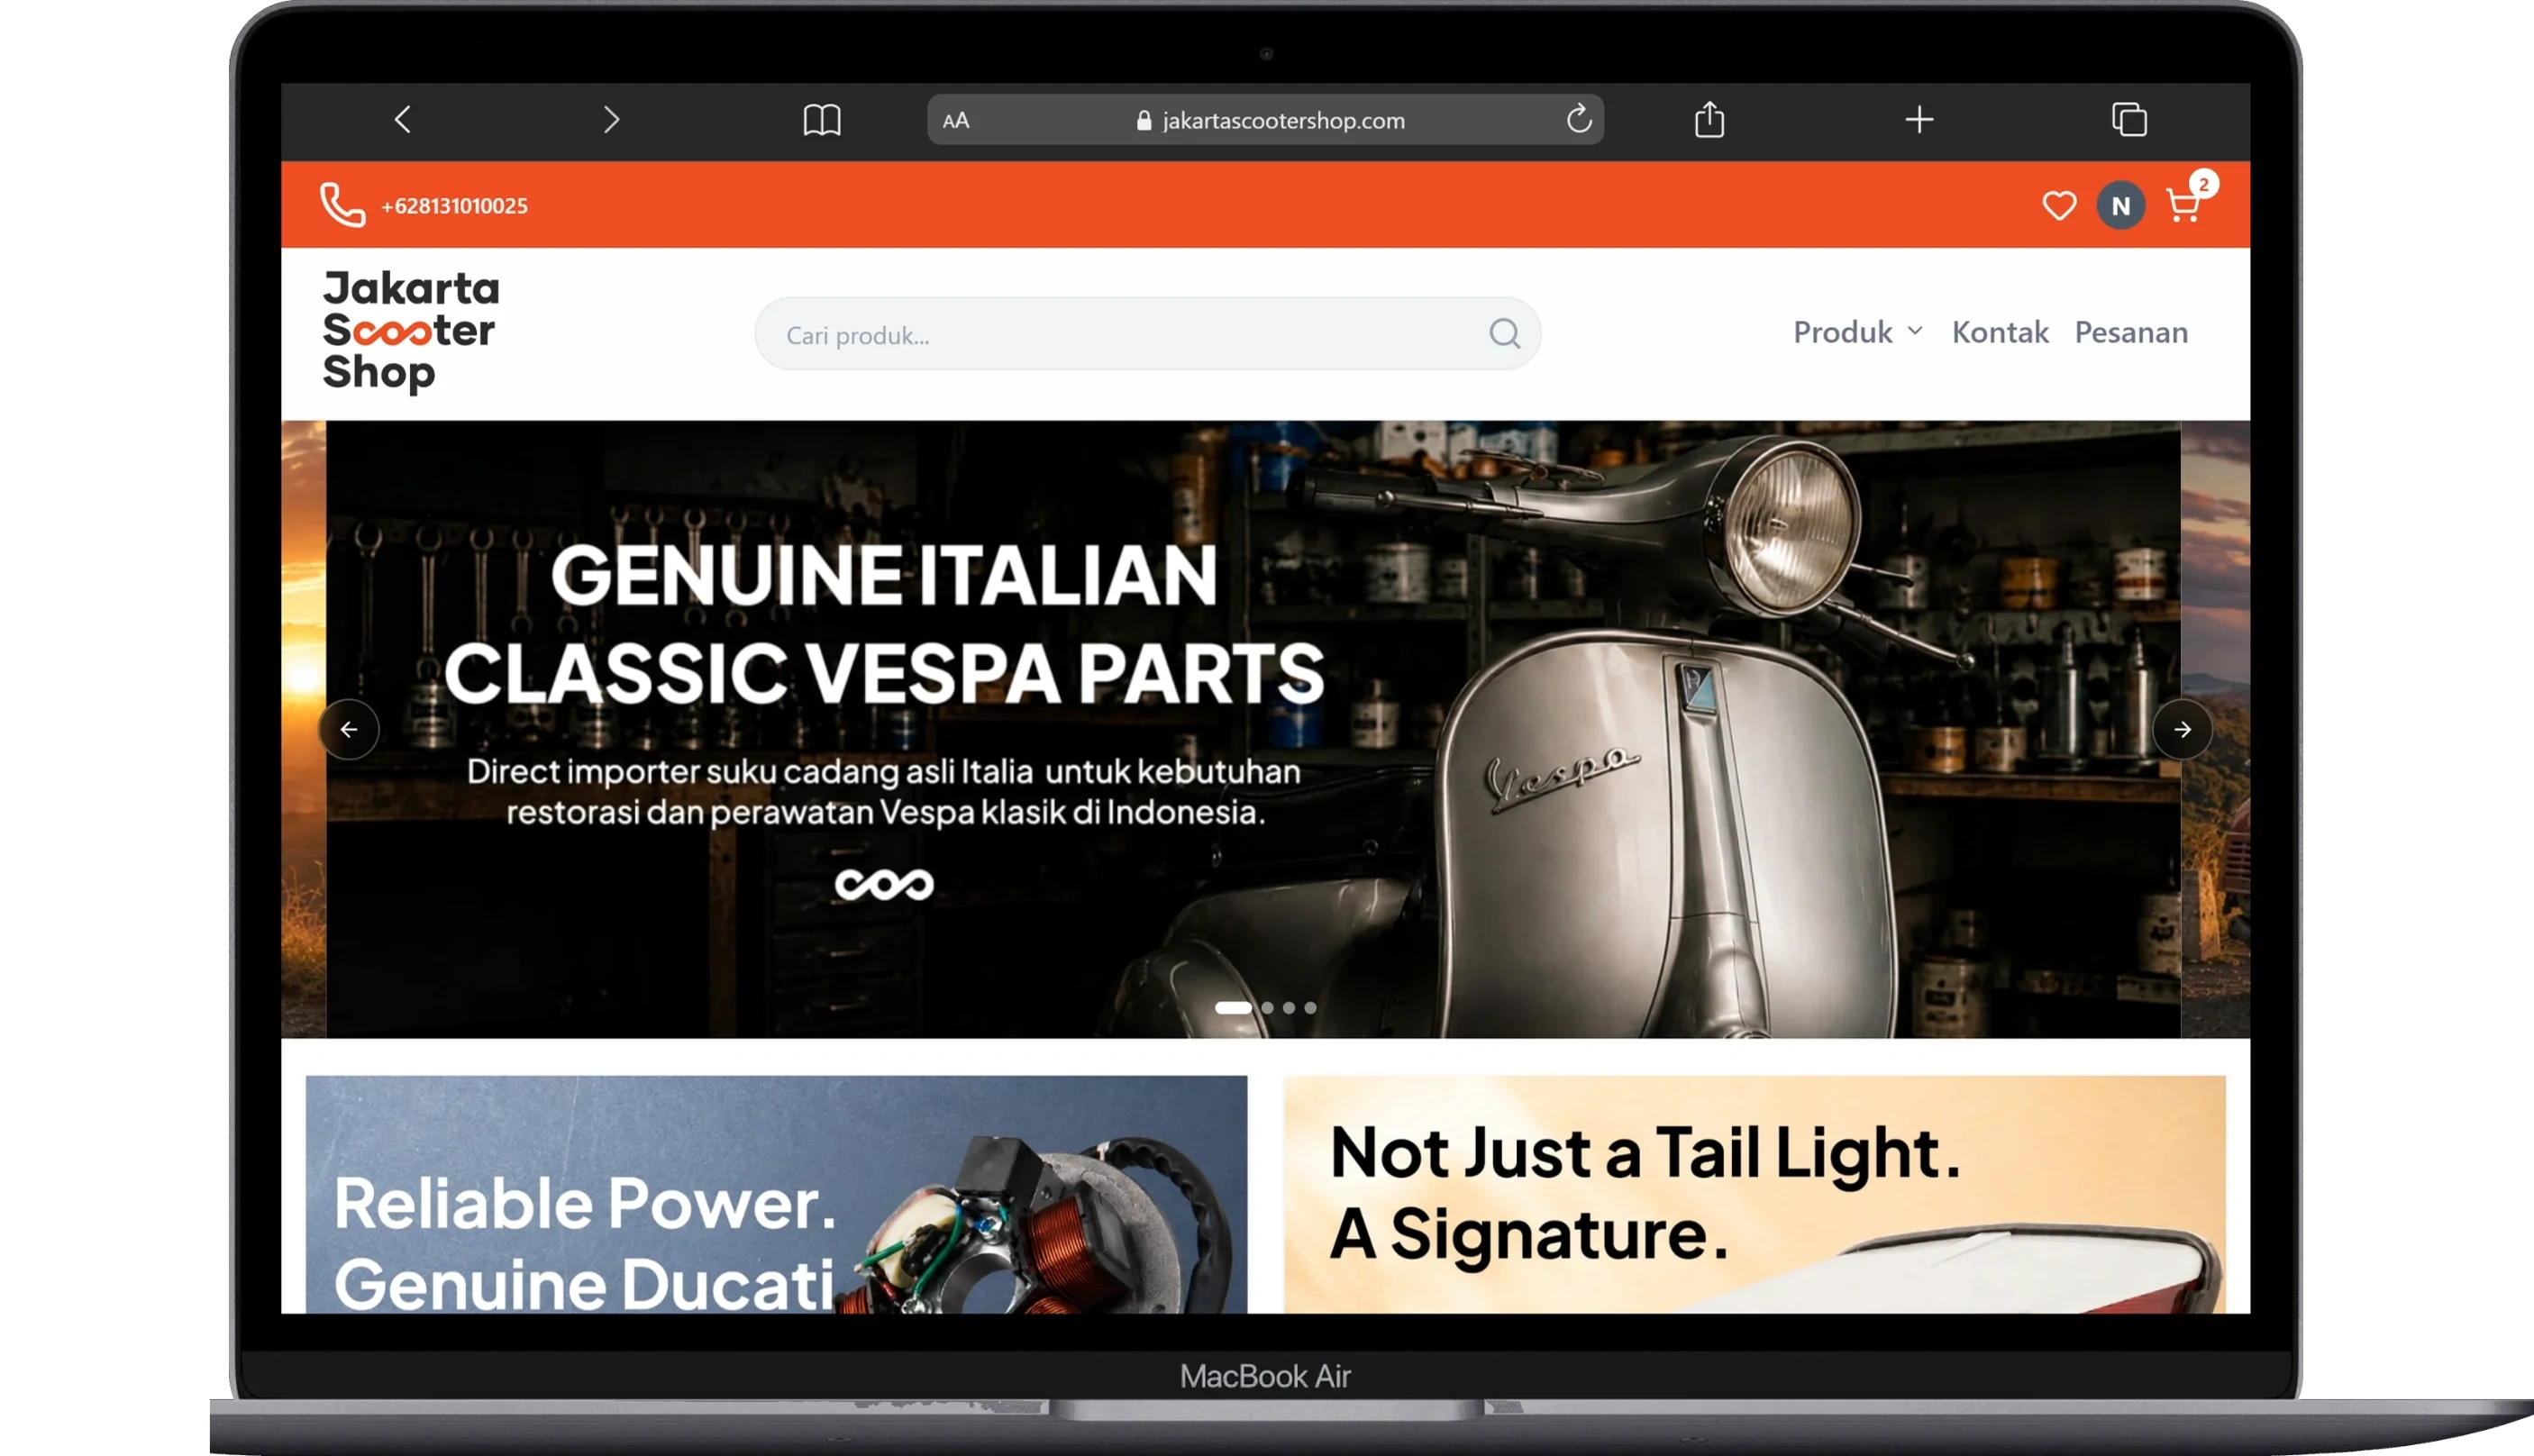 AA jakartascootershop.com
+628131010025
N
2
Jakarta
Scooter
Shop
Cari produk...
Produk Kontak Pesanan
GENUINE ITALIAN
CLASSIC VESPA PARTS
Direct importer suku cadang asli Italia untuk kebutuhan
restorasi dan perawatan Vespa klasik di Indonesia.
Vespa
Reliable Power.
Genuine Ducati
Not Just a Tail Light.
A Signature.
MacBook Air